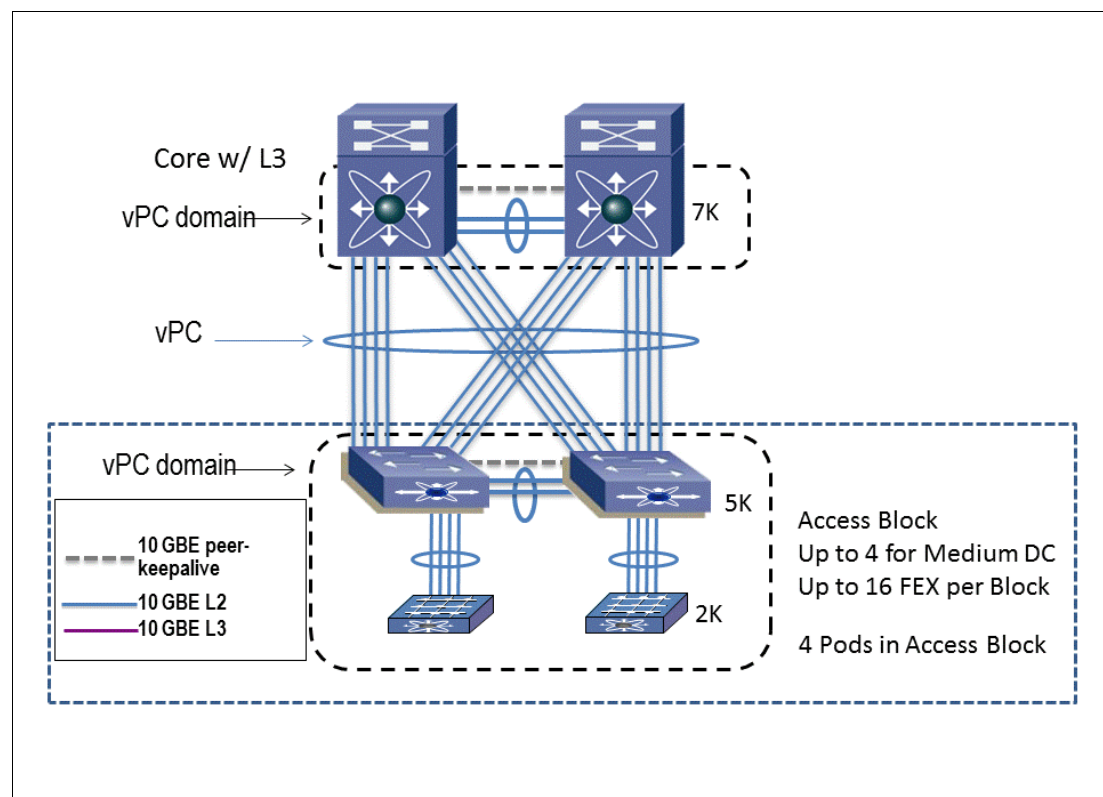 Core w/ L3
vPC domain
7K
vPC
vPC domain
5K
10 GBE peer-
keepalive
10 GBE L2
10 GBE L3
2K
Access Block
Up to 4 for Medium DC
Up to 16 FEX per Block
4 Pods in Access Block